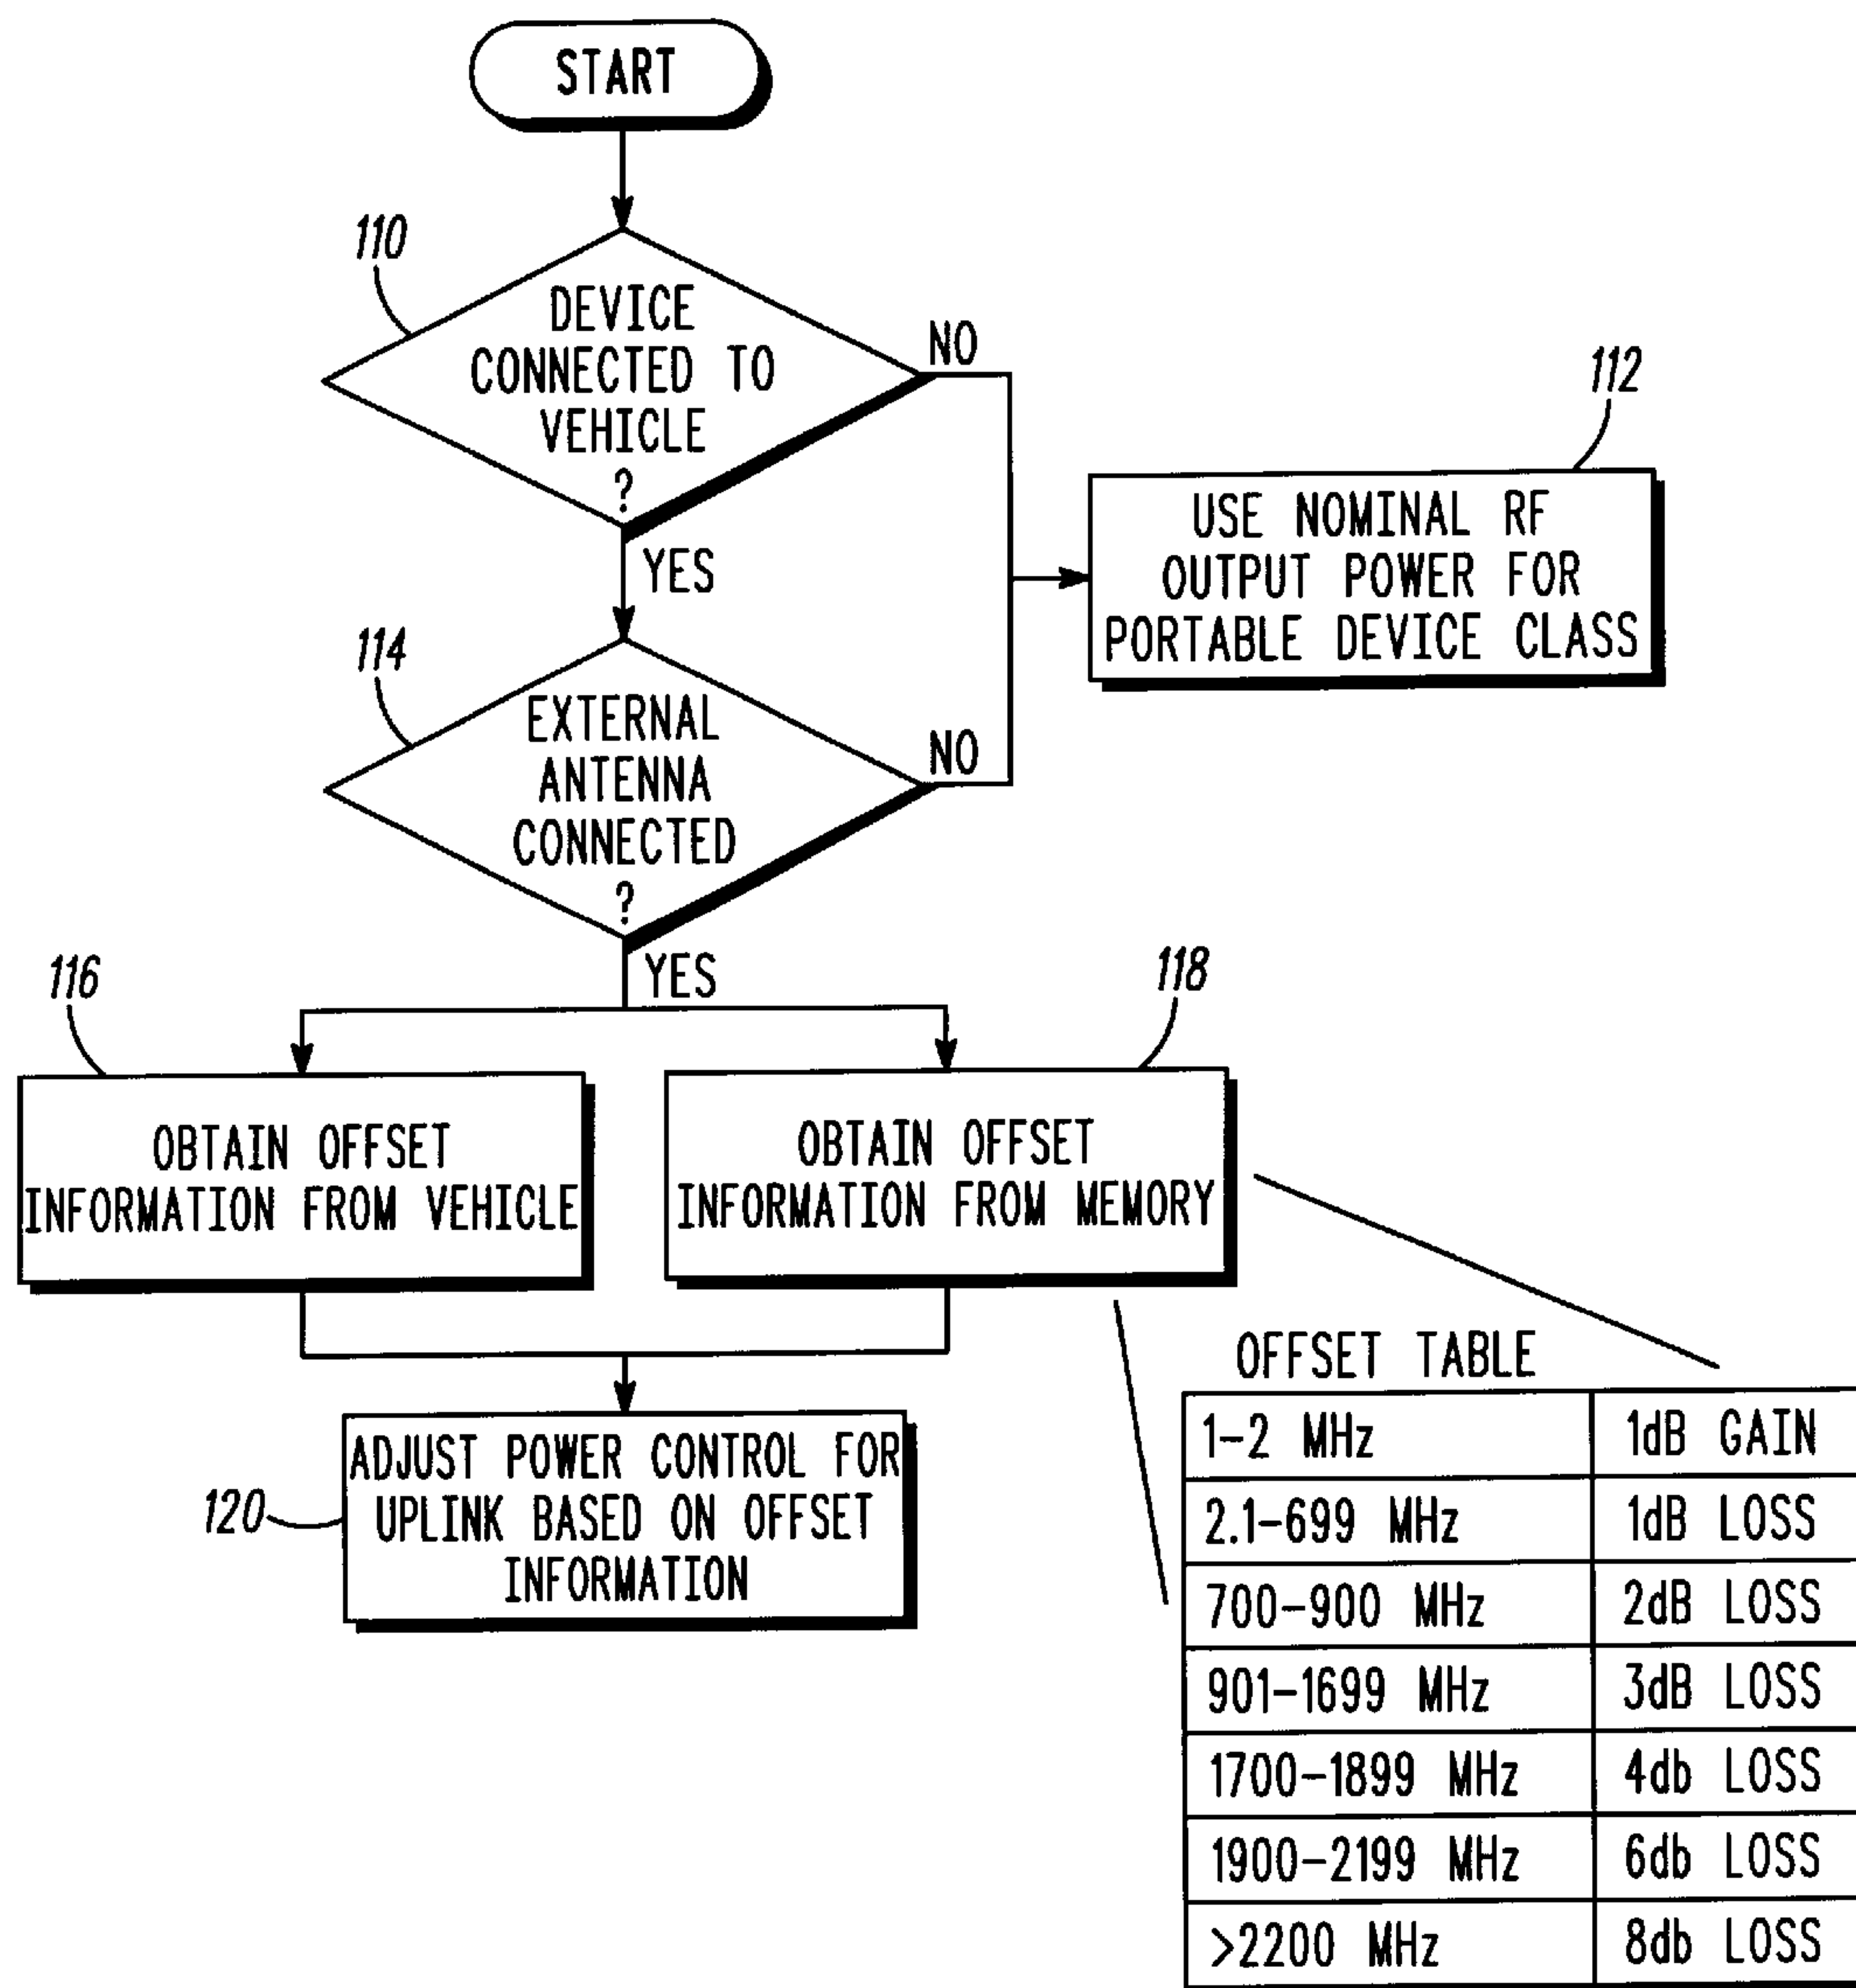 START
110
DEVICE
CONNECTED TO
VEHICLE
?
NO
YES
112
USE NOMINAL RF
OUTPUT POWER FOR
PORTABLE DEVICE CLASS
114
EXTERNAL
ANTENNA
CONNECTED
?
NO
YES
116
OBTAIN OFFSET
INFORMATION FROM VEHICLE
118
OBTAIN OFFSET
INFORMATION FROM MEMORY
120
ADJUST POWER CONTROL FOR
UPLINK BASED ON OFFSET
INFORMATION
OFFSET TABLE
1-2 MHz 1dB GAIN
2.1-699 MHz 1dB LOSS
700-900 MHz 2dB LOSS
901-1699 MHz 3dB LOSS
1700-1899 MHz 4db LOSS
1900-2199 MHz 6db LOSS
>2200 MHz 8db LOSS